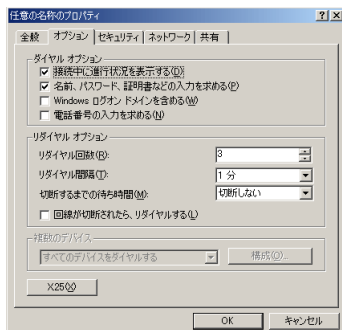 任意の名称のプロパティ
全般 オプション セキュリティ ネットワーク 共有
ダイヤル オプション
接続中に進行状況を表示する(D)
名前、パスワード、証明書などの入力を求める(P)
Windows ログオン ドメインを含める(W)
電話番号の入力を求める(N)
リダイヤル オプション
リダイヤル回数(R): 3
リダイヤル間隔(T): 1 分
切断するまでの待ち時間(M): 切断しない
回線が切断されたら、リダイヤルする(L)
複数のデバイス
すべてのデバイスをダイヤルする 構成(O)...
X.25(X)
OK キャンセル